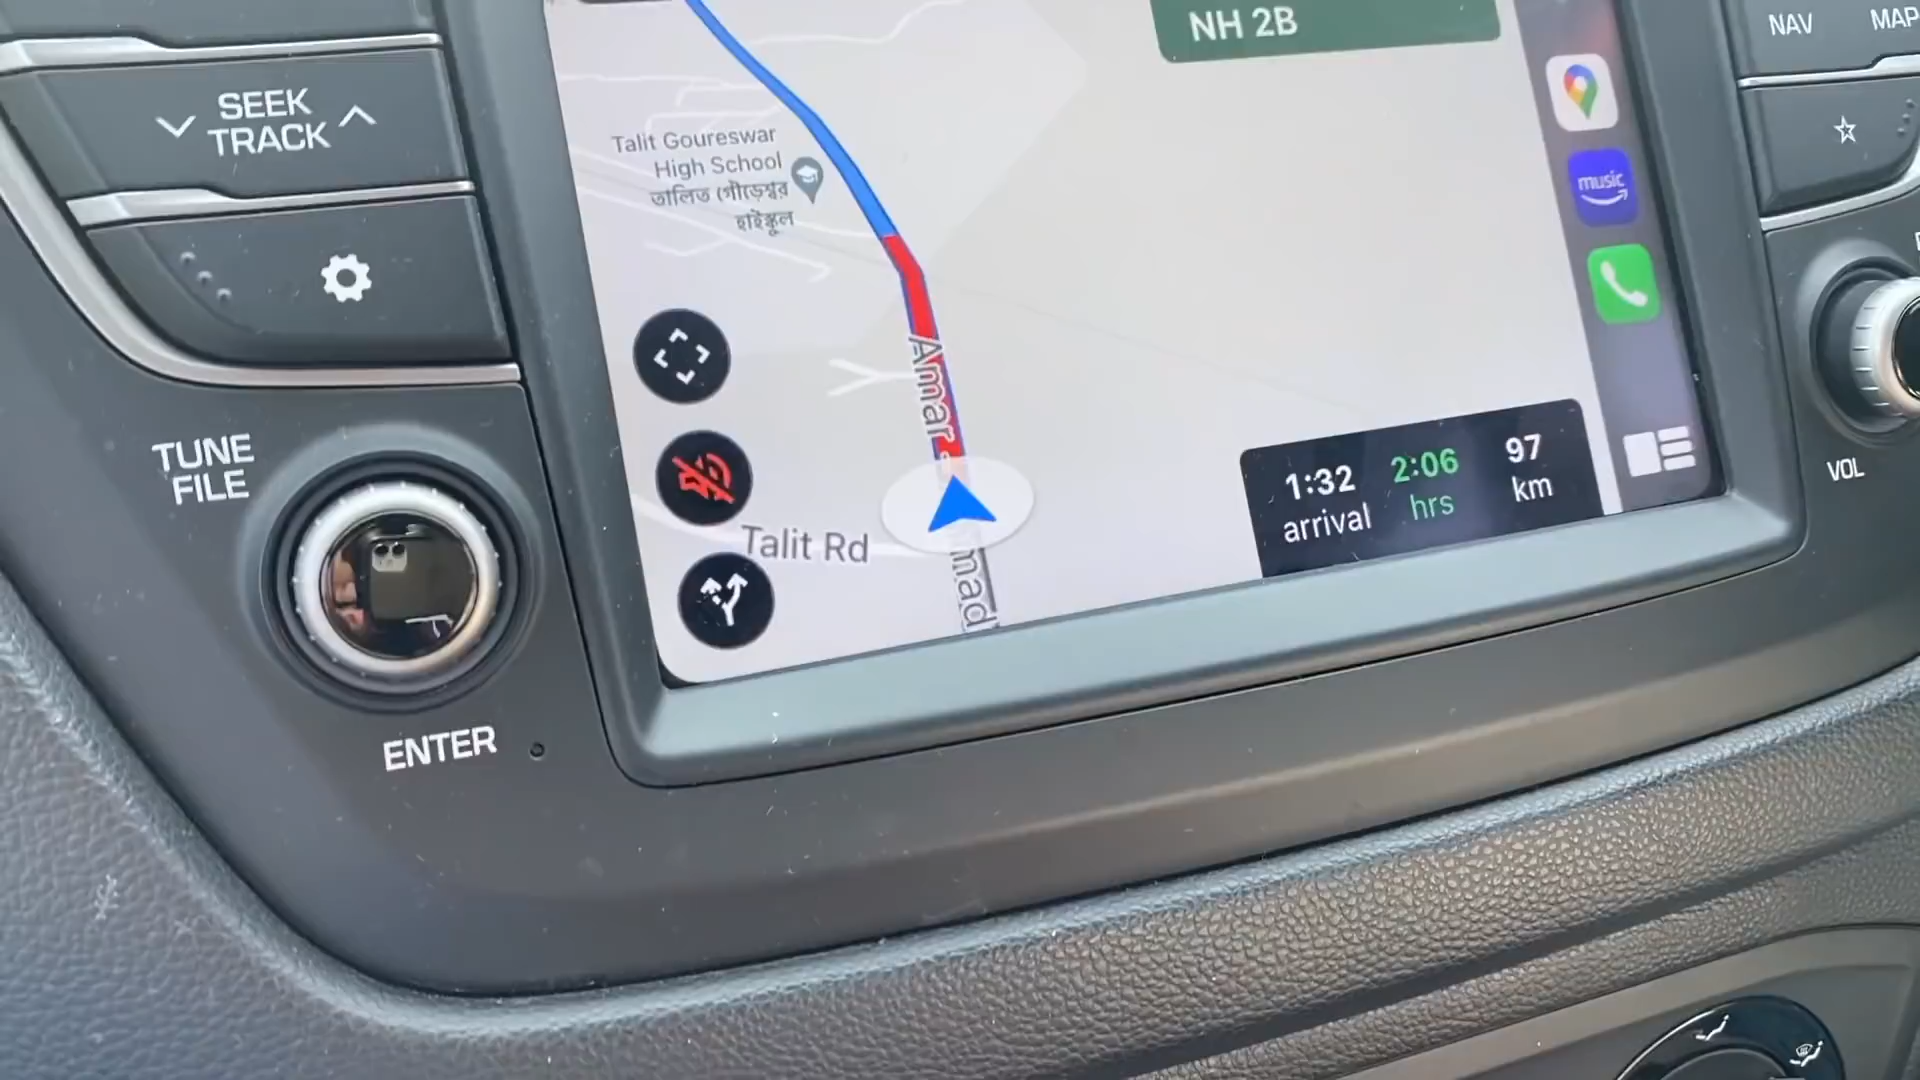 NH 2B
NAV
MAP
SEEK
TRACK
Talit Goureswar
High School
তালিত গৌড়েশ্বর
হাইস্কুল
music
Amar
TUNE
FILE
Talit Rd
1:32
arrival
2:06
hrs
97
km
VOL
ENTER